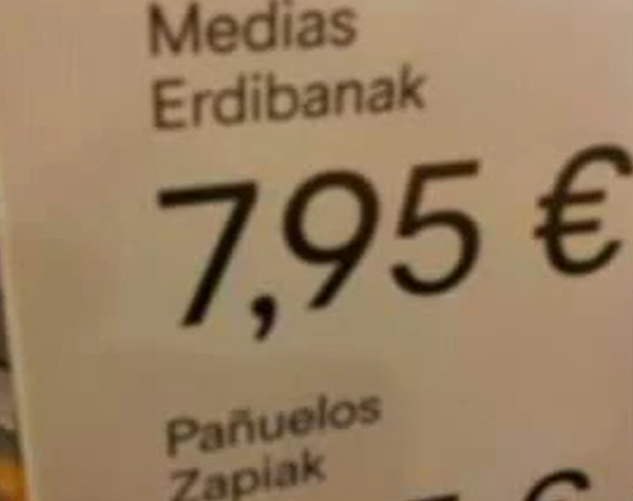 Medias
Erdibanak
7,95 €
Pañuelos
Zapiak
€